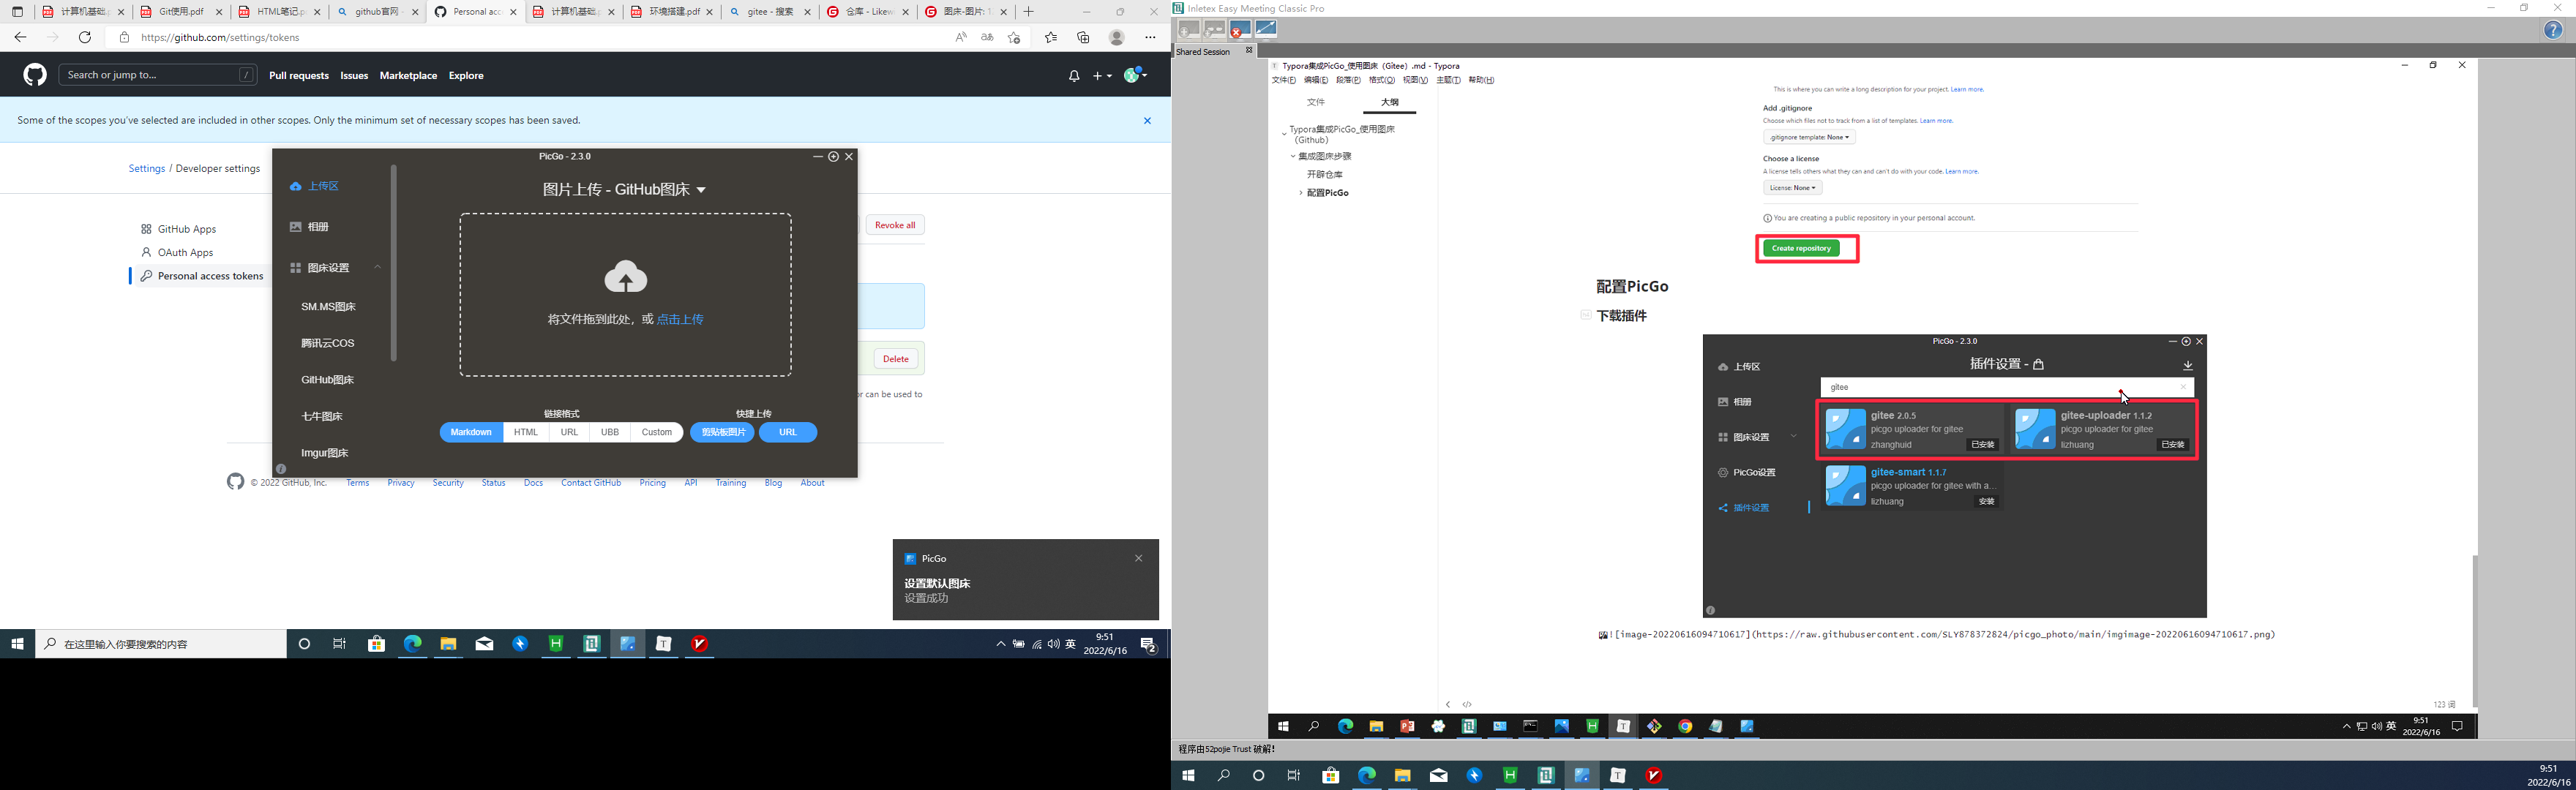 计算机基础.p
Git使用.pdf
HTML笔记.p
github官网
Personal acc
计算机基础.p
环境搭建.pdf
gitee - 搜索
仓库 - Likew
图床-图片: 1
https://github.com/settings/tokens
Search or jump to...
/
Pull requests
Issues
Marketplace
Explore
Some of the scopes you've selected are included in other scopes. Only the minimum set of necessary scopes has been saved.
Settings / Developer settings
GitHub Apps
OAuth Apps
Personal access tokens
Revoke all
Delete
or can be used to
PicGo - 2.3.0
上传区
相册
图床设置
SM.MS图床
腾讯云COS
GitHub图床
七牛图床
Imgur图床
图片上传 - GitHub图床
将文件拖到此处，或 点击上传
链接格式
快捷上传
Markdown
HTML
URL
UBB
Custom
剪贴板图片
URL
© 2022 GitHub, Inc.
Terms
Privacy
Security
Status
Docs
Contact GitHub
Pricing
API
Training
Blog
About
PicGo
设置默认图床
设置成功
在这里输入你要搜索的内容
英
9:51
2022/6/16
2
Inletex Easy Meeting Classic Pro
Shared Session
Typora集成PicGo_使用图床（Gitee）.md - Typora
文件(F)
编辑(E)
段落(P)
格式(O)
视图(V)
主题(T)
帮助(H)
文件
大纲
Typora集成PicGo_使用图床
（Github）
集成图床步骤
开辟仓库
配置PicGo
This is where you can write a long description for your project. Learn more.
Add .gitignore
Choose which files not to track from a list of templates. Learn more.
.gitignore template: None
Choose a license
A license tells others what they can and can't do with your code. Learn more.
License: None
You are creating a public repository in your personal account.
Create repository
配置PicGo
下载插件
PicGo - 2.3.0
上传区
相册
图床设置
PicGo设置
插件设置
插件设置 -
gitee
gitee 2.0.5
picgo uploader for gitee
zhanghuid
已安装
gitee-uploader 1.1.2
picgo uploader for gitee
lizhuang
已安装
gitee-smart 1.1.7
picgo uploader for gitee with a...
lizhuang
安装
![image-20220616094710617](https://raw.githubusercontent.com/SLY878372824/picgo_photo/main/imgimage-20220616094710617.png)
123 词
英
9:51
2022/6/16
程序由52pojie Trust 破解!
9:51
2022/6/16